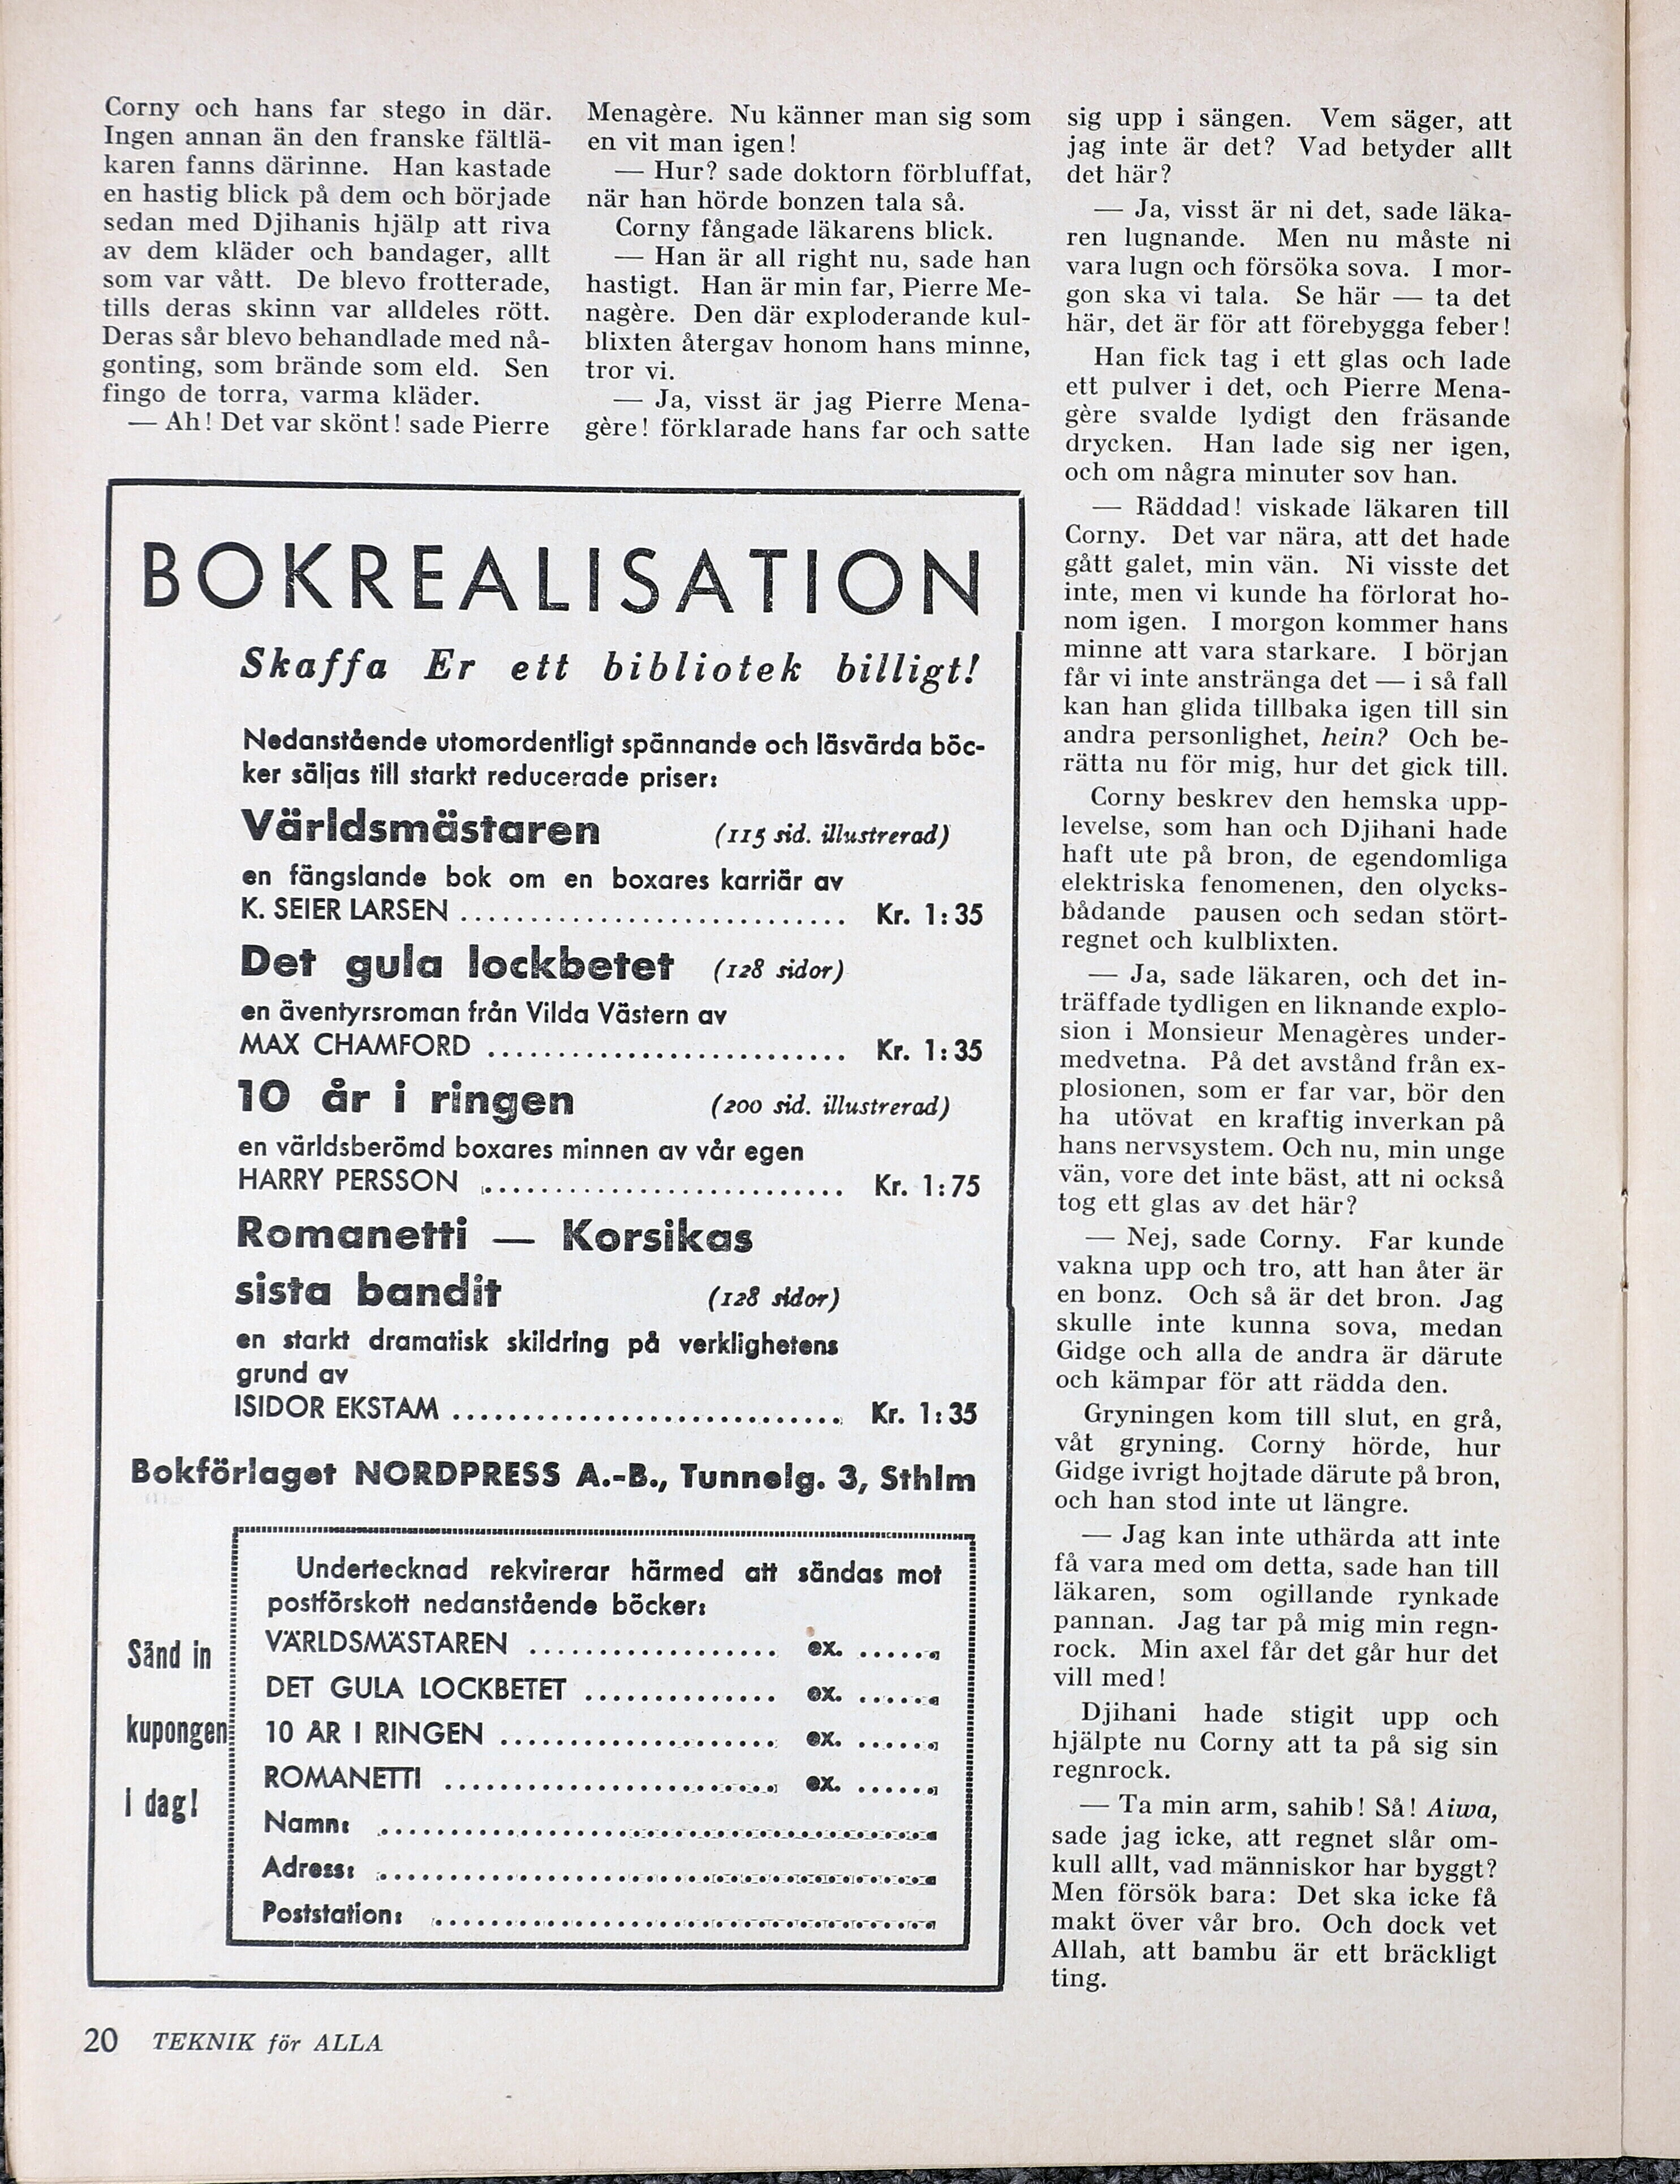 Corny och hans far stego in där.
Ingen annan än den franske fältlä-
karen fanns därinne. Han kastade
en hastig blick på dem och började
sedan med Djihanis hjälp att riva
av dem kläder och bandager, allt
som var vått. De blevo frotterade,
tills deras skinn var alldeles rött.
Deras sår blevo behandlade med nå-
gonting, som brände som eld. Sen
fingo de torra, varma kläder.
— Ah! Det var skönt! sade Pierre
Menagère. Nu känner man sig som
en vit man igen!
— Hur? sade doktorn förbluffat,
när han hörde bonzen tala så.
Corny fångade läkarens blick.
— Han är all right nu, sade han
hastigt. Han är min far, Pierre Me-
nagère. Den där exploderande kul-
blixten återgav honom hans minne,
tror vi.
— Ja, visst är jag Pierre Mena-
gère! förklarade hans far och satte
sig upp i sängen. Vem säger, att
jag inte är det? Vad betyder allt
det här?
— Ja, visst är ni det, sade läka-
ren lugnande. Men nu måste ni
vara lugn och försöka sova. I mor-
gon ska vi tala. Se här — ta det
här, det är för att förebygga feber!
Han fick tag i ett glas och lade
ett pulver i det, och Pierre Mena-
gère svalde lydigt den fräsande
drycken. Han lade sig ner igen,
och om några minuter sov han.
— Räddad! viskade läkaren till
Corny. Det var nära, att det hade
gått galet, min vän. Ni visste det
inte, men vi kunde ha förlorat ho-
nom igen. I morgon kommer hans
minne att vara starkare. I början
får vi inte anstränga det — i så fall
kan han glida tillbaka igen till sin
andra personlighet, hein? Och be-
rätta nu för mig, hur det gick till.
Corny beskrev den hemska upp-
levelse, som han och Djihani hade
haft ute på bron, de egendomliga
elektriska fenomenen, den olycks-
bådande pausen och sedan stört-
regnet och kulblixten.
— Ja, sade läkaren, och det in-
träffade tydligen en liknande explo-
sion i Monsieur Menagères under-
medvetna. På det avstånd från ex-
plosionen, som er far var, bör den
ha utövat en kraftig inverkan på
hans nervsystem. Och nu, min unge
vän, vore det inte bäst, att ni också
tog ett glas av det här?
— Nej, sade Corny. Far kunde
vakna upp och tro, att han åter är
en bonz. Och så är det bron. Jag
skulle inte kunna sova, medan
Gidge och alla de andra är därute
och kämpar för att rädda den.
Gryningen kom till slut, en grå,
våt gryning. Corny hörde, hur
Gidge ivrigt hojtade därute på bron,
och han stod inte ut längre.
— Jag kan inte uthärda att inte
få vara med om detta, sade han till
läkaren, som ogillande rynkade
pannan. Jag tar på mig min regn-
rock. Min axel får det går hur det
vill med!
Djihani hade stigit upp och
hjälpte nu Corny att ta på sig sin
regnrock.
— Ta min arm, sahib! Så! Aiwa,
sade jag icke, att regnet slår om-
kull allt, vad människor har byggt?
Men försök bara: Det ska icke få
makt över vår bro. Och dock vet
Allah, att bambu är ett bräckligt
ting.
BOKREALISATION
Skaffa Er ett bibliotek billigt!
Nedanstående utomordentligt spännande och läsvärda böc-
ker säljas till starkt reducerade priser:
Världsmästaren (115 sid. illustrerad)
en fängslande bok om en boxares karriär av
K. SEIER LARSEN ............................ Kr. 1:35
Det gula lockbetet (128 sidor)
en äventyrsroman från Vilda Västern av
MAX CHAMFORD .......................... Kr. 1:35
10 år i ringen (200 sid. illustrerad)
en världsberömd boxares minnen av vår egen
HARRY PERSSON .......................... Kr. 1:75
Romanetti — Korsikas
sista bandit (128 sidor)
en starkt dramatisk skildring på verklighetens
grund av
ISIDOR EKSTAM ............................ Kr. 1:35
Bokförlaget NORDPRESS A.-B., Tunnelg. 3, Sthlm
Sänd in
kupongen
i dag!
Undertecknad rekvirerar härmed att sändas mot
postförskott nedanstående böcker:
VÄRLDSMÄSTAREN .................. ex. ......
DET GULA LOCKBETET .............. ex. ......
10 ÅR I RINGEN .................... ex. ......
ROMANETTI ........................ ex. ......
Namn: ........................................
Adress: ........................................
Poststation: ....................................
20 TEKNIK för ALLA